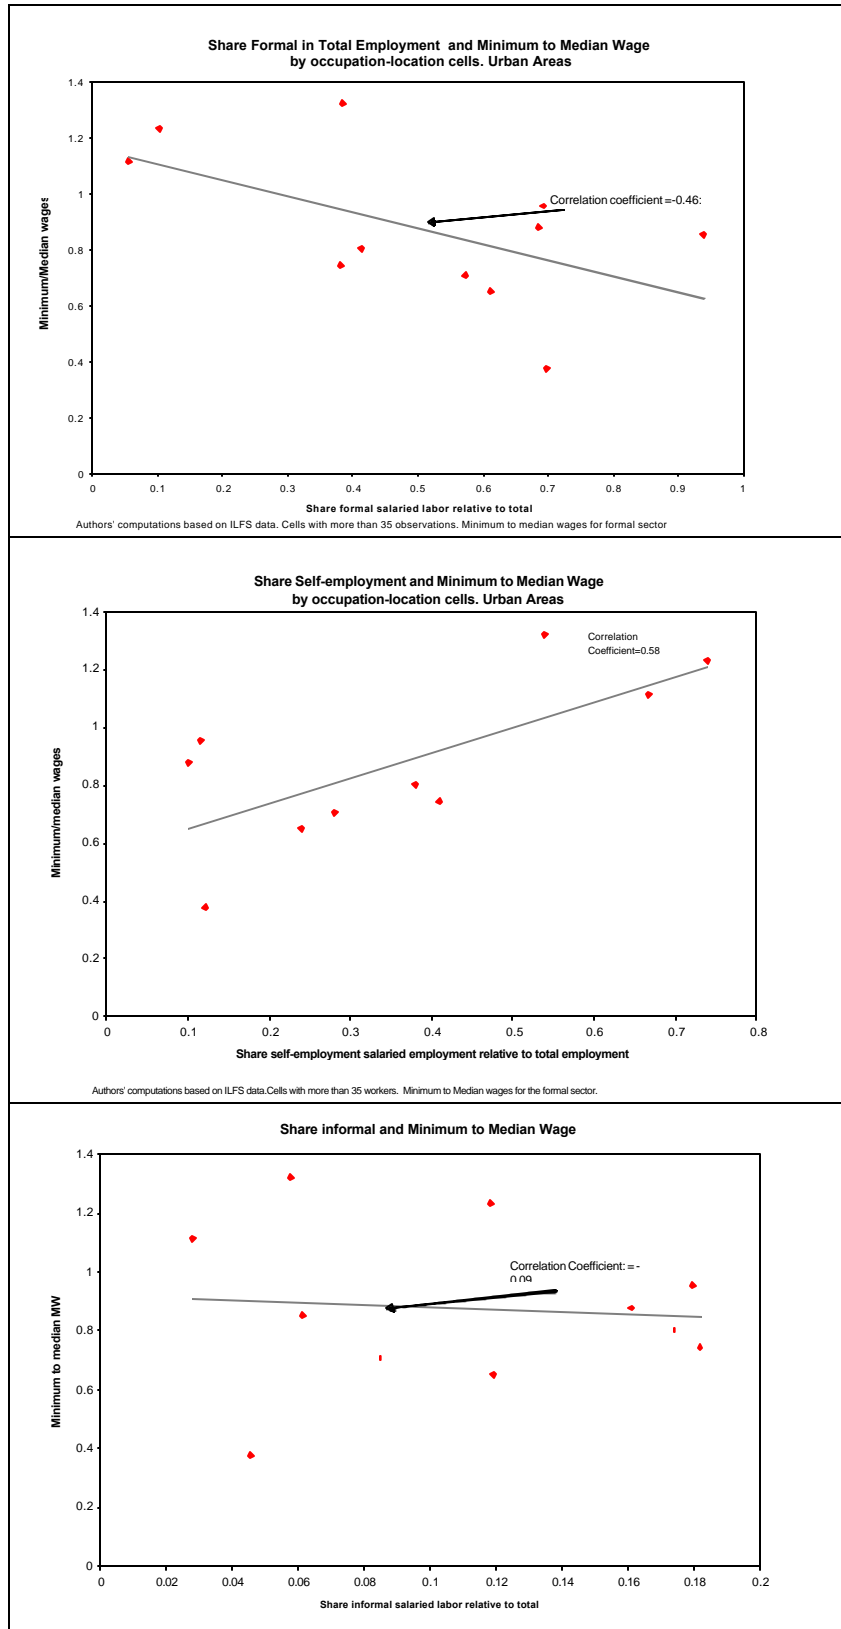 Share Formal in Total Employment and Minimum to Median Wage
by occupation-location cells. Urban Areas
1.4
1.2
1
0.8
0.6
0.4
0.2
0
Minimum/Median wages
Correlation coefficient =-0.46:
0 0.1 0.2 0.3 0.4 0.5 0.6 0.7 0.8 0.9 1
Share formal salaried labor relative to total
Authors' computations based on ILFS data. Cells with more than 35 observations. Minimum to median wages for formal sector
Share Self-employment and Minimum to Median Wage
by occupation-location cells. Urban Areas
1.4
1.2
1
0.8
0.6
0.4
0.2
0
Minimum/median wages
Correlation
Coefficient=0.58
0 0.1 0.2 0.3 0.4 0.5 0.6 0.7 0.8
Share self-employment salaried employment relative to total employment
Authors' computations based on ILFS data.Cells with more than 35 workers. Minimum to Median wages for the formal sector.
Share informal and Minimum to Median Wage
1.4
1.2
1
0.8
0.6
0.4
0.2
0
Minimum to median MW
Correlation Coefficient: = -
0.09
0 0.02 0.04 0.06 0.08 0.1 0.12 0.14 0.16 0.18 0.2
Share informal salaried labor relative to total